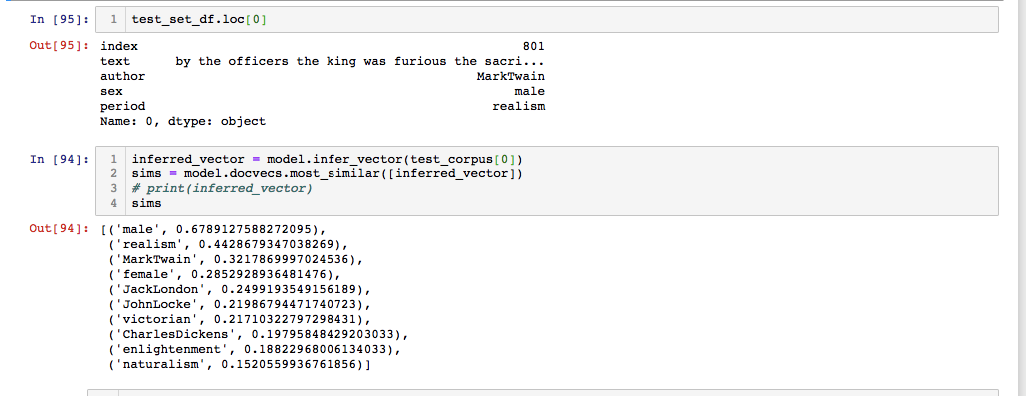 In [95]: 1 test_set_df.loc[0]
Out[95]: index 801
text by the officers the king was furious the sacri...
author MarkTwain
sex male
period realism
Name: 0, dtype: object
In [94]: 1 inferred_vector = model.infer_vector(test_corpus[0])
2 sims = model.docvecs.most_similar([inferred_vector])
3 # print(inferred_vector)
4 sims
Out[94]: [('male', 0.6789127588272095),
('realism', 0.4428679347038269),
('MarkTwain', 0.3217869997024536),
('female', 0.2852928936481476),
('JackLondon', 0.2499193549156189),
('JohnLocke', 0.21986794471740723),
('victorian', 0.21710322797298431),
('CharlesDickens', 0.19795848429203033),
('enlightenment', 0.18822968006134033),
('naturalism', 0.1520559936761856)]